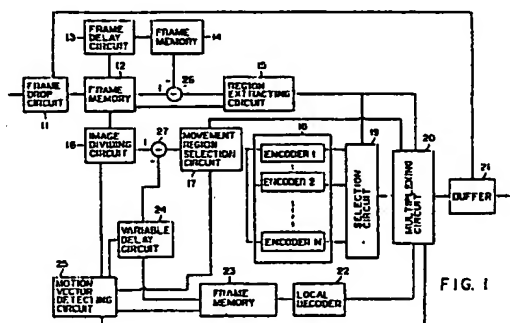 13
FRAME DELAY CIRCUIT
FRAME MEMORY
14
FRAME DROP CIRCUIT
11
12
FRAME MEMORY
1
26
15
REGION EXTRACTING CIRCUIT
16
IMAGE DIVIDING CIRCUIT
1
27
MOVEMENT REGION SELECTION CIRCUIT
17
ENCODER 1
ENCODER 2
ENCODER N
19
SELECTION CIRCUIT
20
MULTIPLEXING CIRCUIT
21
BUFFER
24
VARIABLE DELAY CIRCUIT
25
MOTION VECTOR DETECTING CIRCUIT
23
FRAME MEMORY
22
LOCAL DECODER
FIG. 1